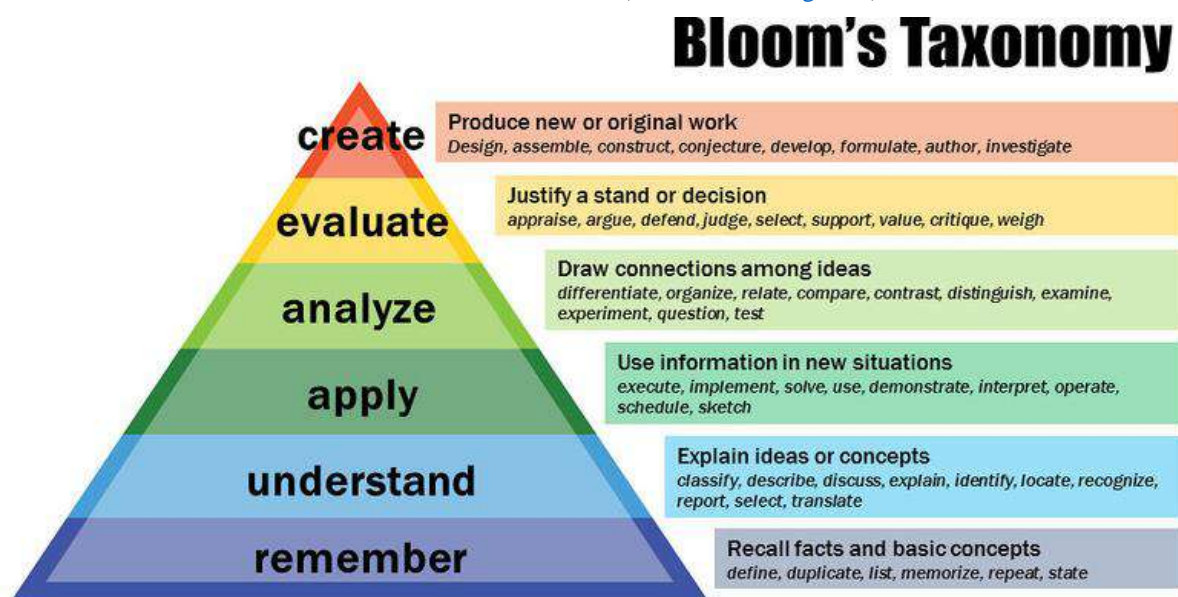 Bloom's Taxonomy
create
Produce new or original work
Design, assemble, construct, conjecture, develop, formulate, author, investigate
evaluate
Justify a stand or decision
appraise, argue, defend, judge, select, support, value, critique, weigh
analyze
Draw connections among ideas
differentiate, organize, relate, compare, contrast, distinguish, examine,
experiment, question, test
apply
Use information in new situations
execute, implement, solve, use, demonstrate, interpret, operate,
schedule, sketch
understand
Explain ideas or concepts
classify, describe, discuss, explain, identify, locate, recognize,
report, select, translate
remember
Recall facts and basic concepts
define, duplicate, list, memorize, repeat, state